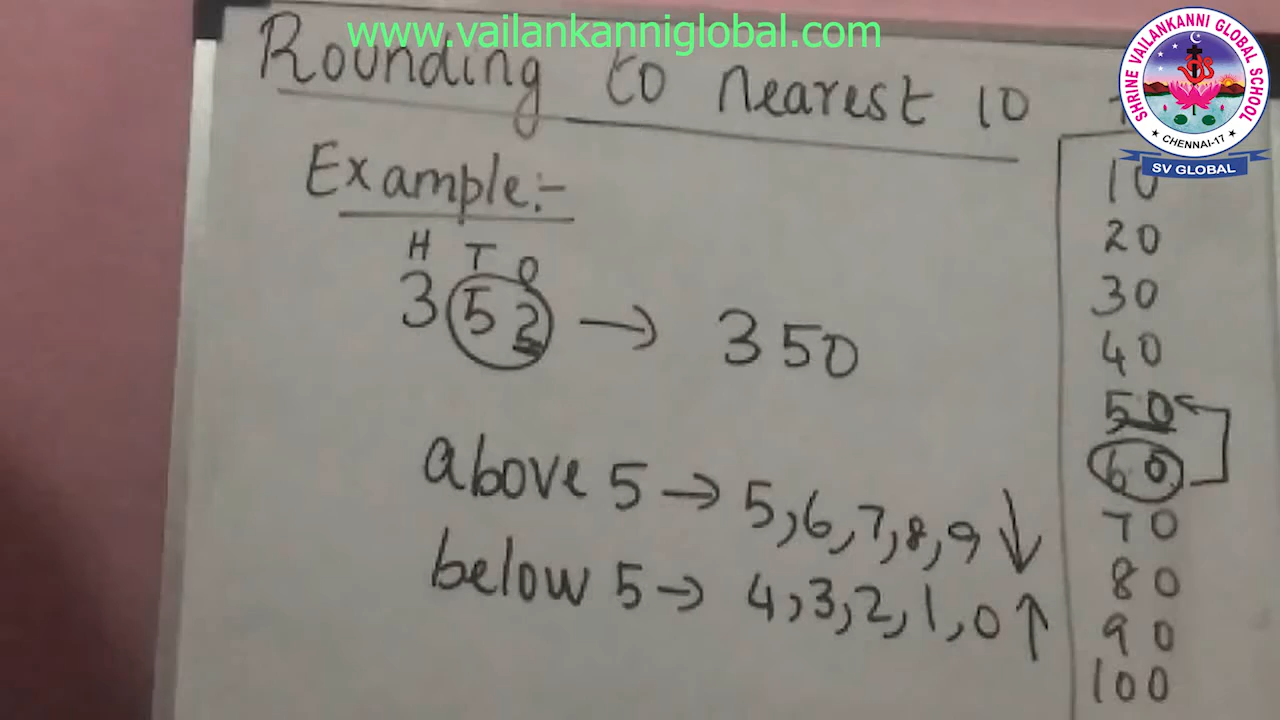 www.vailankanniglobal.com
Rounding to nearest 10
SHRINE VAILANKANNI GLOBAL SCHOOL
CHENNAI-17
SV GLOBAL
Example:-
H T O
352 → 350
above 5 → 5,6,7,8,9 ↓
below 5 → 4,3,2,1,0 ↑
10
20
30
40
50
60
70
80
90
100